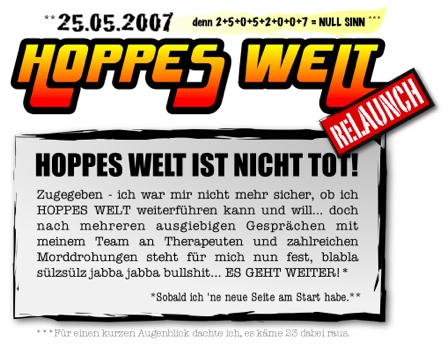 **25.05.2007 denn 2+5+0+5+2+0+0+7 = NULL SINN ***
HOPPES WELT
RELAUNCH
HOPPES WELT IST NICHT TOT!
Zugegeben - ich war mir nicht mehr sicher, ob ich
HOPPES WELT weiterführen kann und will... doch
nach mehreren ausgiebigen Gesprächen mit
meinem Team an Therapeuten und zahlreichen
Morddrohungen steht für mich nun fest, blabla
sülzsülz jabba jabba bullshit... ES GEHT WEITER! *
*Sobald ich 'ne neue Seite am Start habe.**
***Für einen kurzen Augenblick dachte ich, es käme 23 dabei raus.